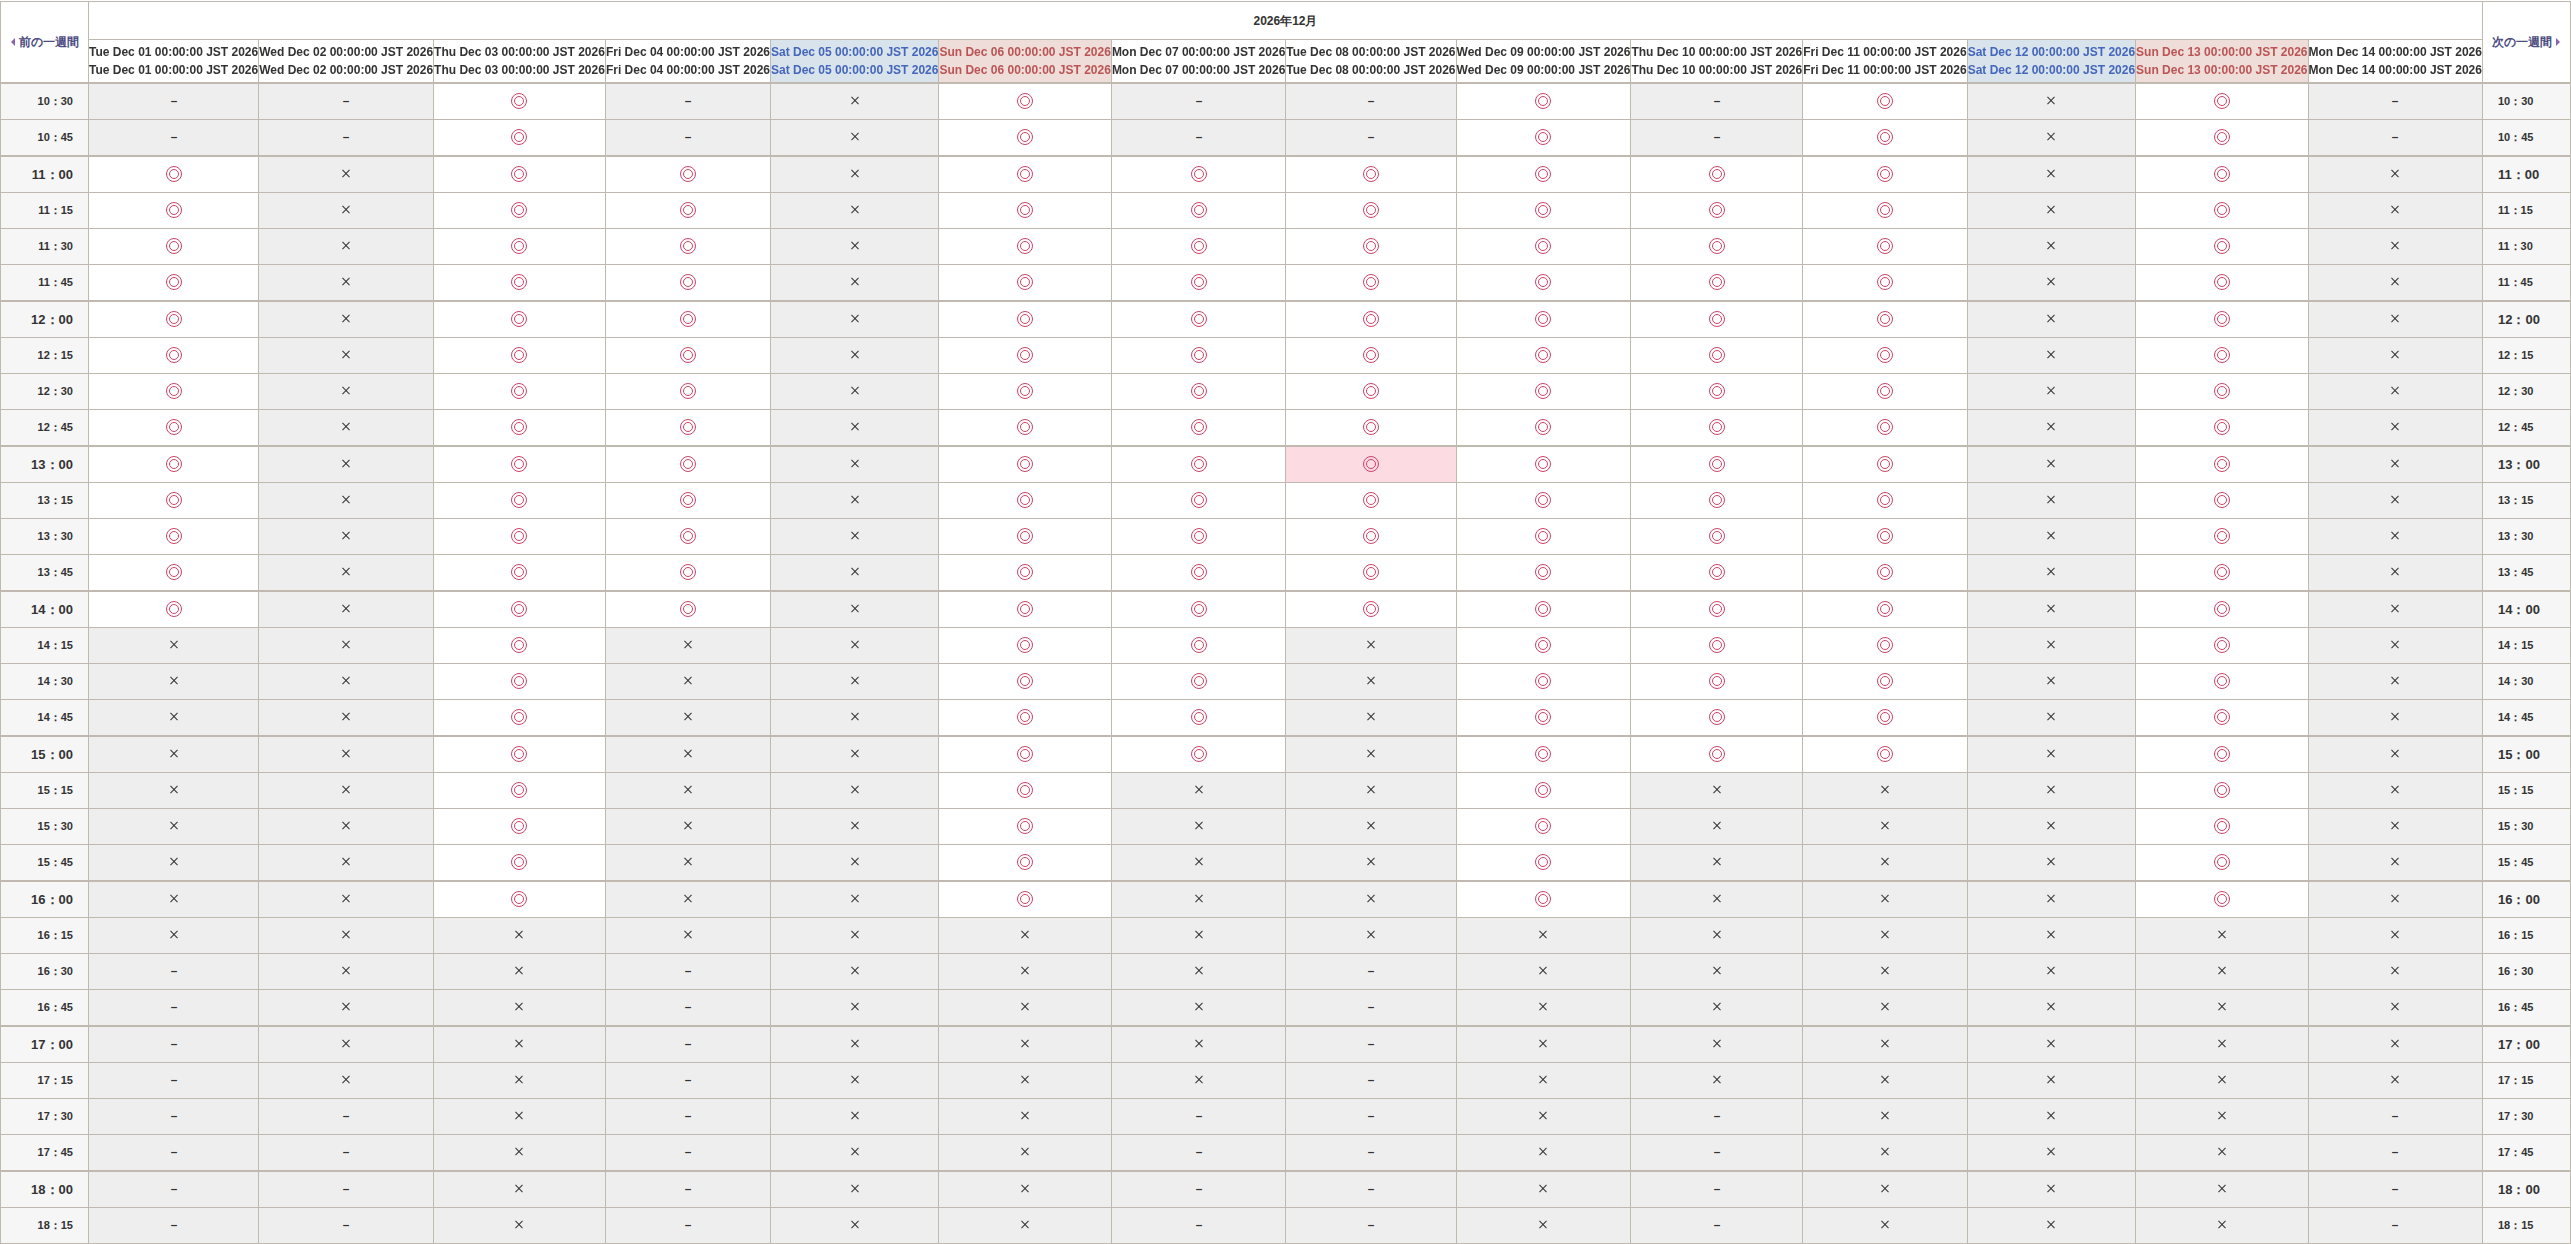 2026年12月
前の一週間 次の一週間
Tue Dec 01 00:00:00 JST 2026 Wed Dec 02 00:00:00 JST 2026 Thu Dec 03 00:00:00 JST 2026 Fri Dec 04 00:00:00 JST 2026 Sat Dec 05 00:00:00 JST 2026 Sun Dec 06 00:00:00 JST 2026 Mon Dec 07 00:00:00 JST 2026 Tue Dec 08 00:00:00 JST 2026 Wed Dec 09 00:00:00 JST 2026 Thu Dec 10 00:00:00 JST 2026 Fri Dec 11 00:00:00 JST 2026 Sat Dec 12 00:00:00 JST 2026 Sun Dec 13 00:00:00 JST 2026 Mon Dec 14 00:00:00 JST 2026
Tue Dec 01 00:00:00 JST 2026 Wed Dec 02 00:00:00 JST 2026 Thu Dec 03 00:00:00 JST 2026 Fri Dec 04 00:00:00 JST 2026 Sat Dec 05 00:00:00 JST 2026 Sun Dec 06 00:00:00 JST 2026 Mon Dec 07 00:00:00 JST 2026 Tue Dec 08 00:00:00 JST 2026 Wed Dec 09 00:00:00 JST 2026 Thu Dec 10 00:00:00 JST 2026 Fri Dec 11 00:00:00 JST 2026 Sat Dec 12 00:00:00 JST 2026 Sun Dec 13 00:00:00 JST 2026 Mon Dec 14 00:00:00 JST 2026
10：30 – – ◎ – × ◎ – – ◎ – ◎ × ◎ – 10：30
10：45 – – ◎ – × ◎ – – ◎ – ◎ × ◎ – 10：45
11：00 ◎ × ◎ ◎ × ◎ ◎ ◎ ◎ ◎ ◎ × ◎ × 11：00
11：15 ◎ × ◎ ◎ × ◎ ◎ ◎ ◎ ◎ ◎ × ◎ × 11：15
11：30 ◎ × ◎ ◎ × ◎ ◎ ◎ ◎ ◎ ◎ × ◎ × 11：30
11：45 ◎ × ◎ ◎ × ◎ ◎ ◎ ◎ ◎ ◎ × ◎ × 11：45
12：00 ◎ × ◎ ◎ × ◎ ◎ ◎ ◎ ◎ ◎ × ◎ × 12：00
12：15 ◎ × ◎ ◎ × ◎ ◎ ◎ ◎ ◎ ◎ × ◎ × 12：15
12：30 ◎ × ◎ ◎ × ◎ ◎ ◎ ◎ ◎ ◎ × ◎ × 12：30
12：45 ◎ × ◎ ◎ × ◎ ◎ ◎ ◎ ◎ ◎ × ◎ × 12：45
13：00 ◎ × ◎ ◎ × ◎ ◎ ◎ ◎ ◎ ◎ × ◎ × 13：00
13：15 ◎ × ◎ ◎ × ◎ ◎ ◎ ◎ ◎ ◎ × ◎ × 13：15
13：30 ◎ × ◎ ◎ × ◎ ◎ ◎ ◎ ◎ ◎ × ◎ × 13：30
13：45 ◎ × ◎ ◎ × ◎ ◎ ◎ ◎ ◎ ◎ × ◎ × 13：45
14：00 ◎ × ◎ ◎ × ◎ ◎ ◎ ◎ ◎ ◎ × ◎ × 14：00
14：15 × × ◎ × × ◎ ◎ × ◎ ◎ ◎ × ◎ × 14：15
14：30 × × ◎ × × ◎ ◎ × ◎ ◎ ◎ × ◎ × 14：30
14：45 × × ◎ × × ◎ ◎ × ◎ ◎ ◎ × ◎ × 14：45
15：00 × × ◎ × × ◎ ◎ × ◎ ◎ ◎ × ◎ × 15：00
15：15 × × ◎ × × ◎ × × ◎ × × × ◎ × 15：15
15：30 × × ◎ × × ◎ × × ◎ × × × ◎ × 15：30
15：45 × × ◎ × × ◎ × × ◎ × × × ◎ × 15：45
16：00 × × ◎ × × ◎ × × ◎ × × × ◎ × 16：00
16：15 × × × × × × × × × × × × × × 16：15
16：30 – × × – × × × – × × × × × × 16：30
16：45 – × × – × × × – × × × × × × 16：45
17：00 – × × – × × × – × × × × × × 17：00
17：15 – × × – × × × – × × × × × × 17：15
17：30 – – × – × × – – × – × × × – 17：30
17：45 – – × – × × – – × – × × × – 17：45
18：00 – – × – × × – – × – × × × – 18：00
18：15 – – × – × × – – × – × × × – 18：15